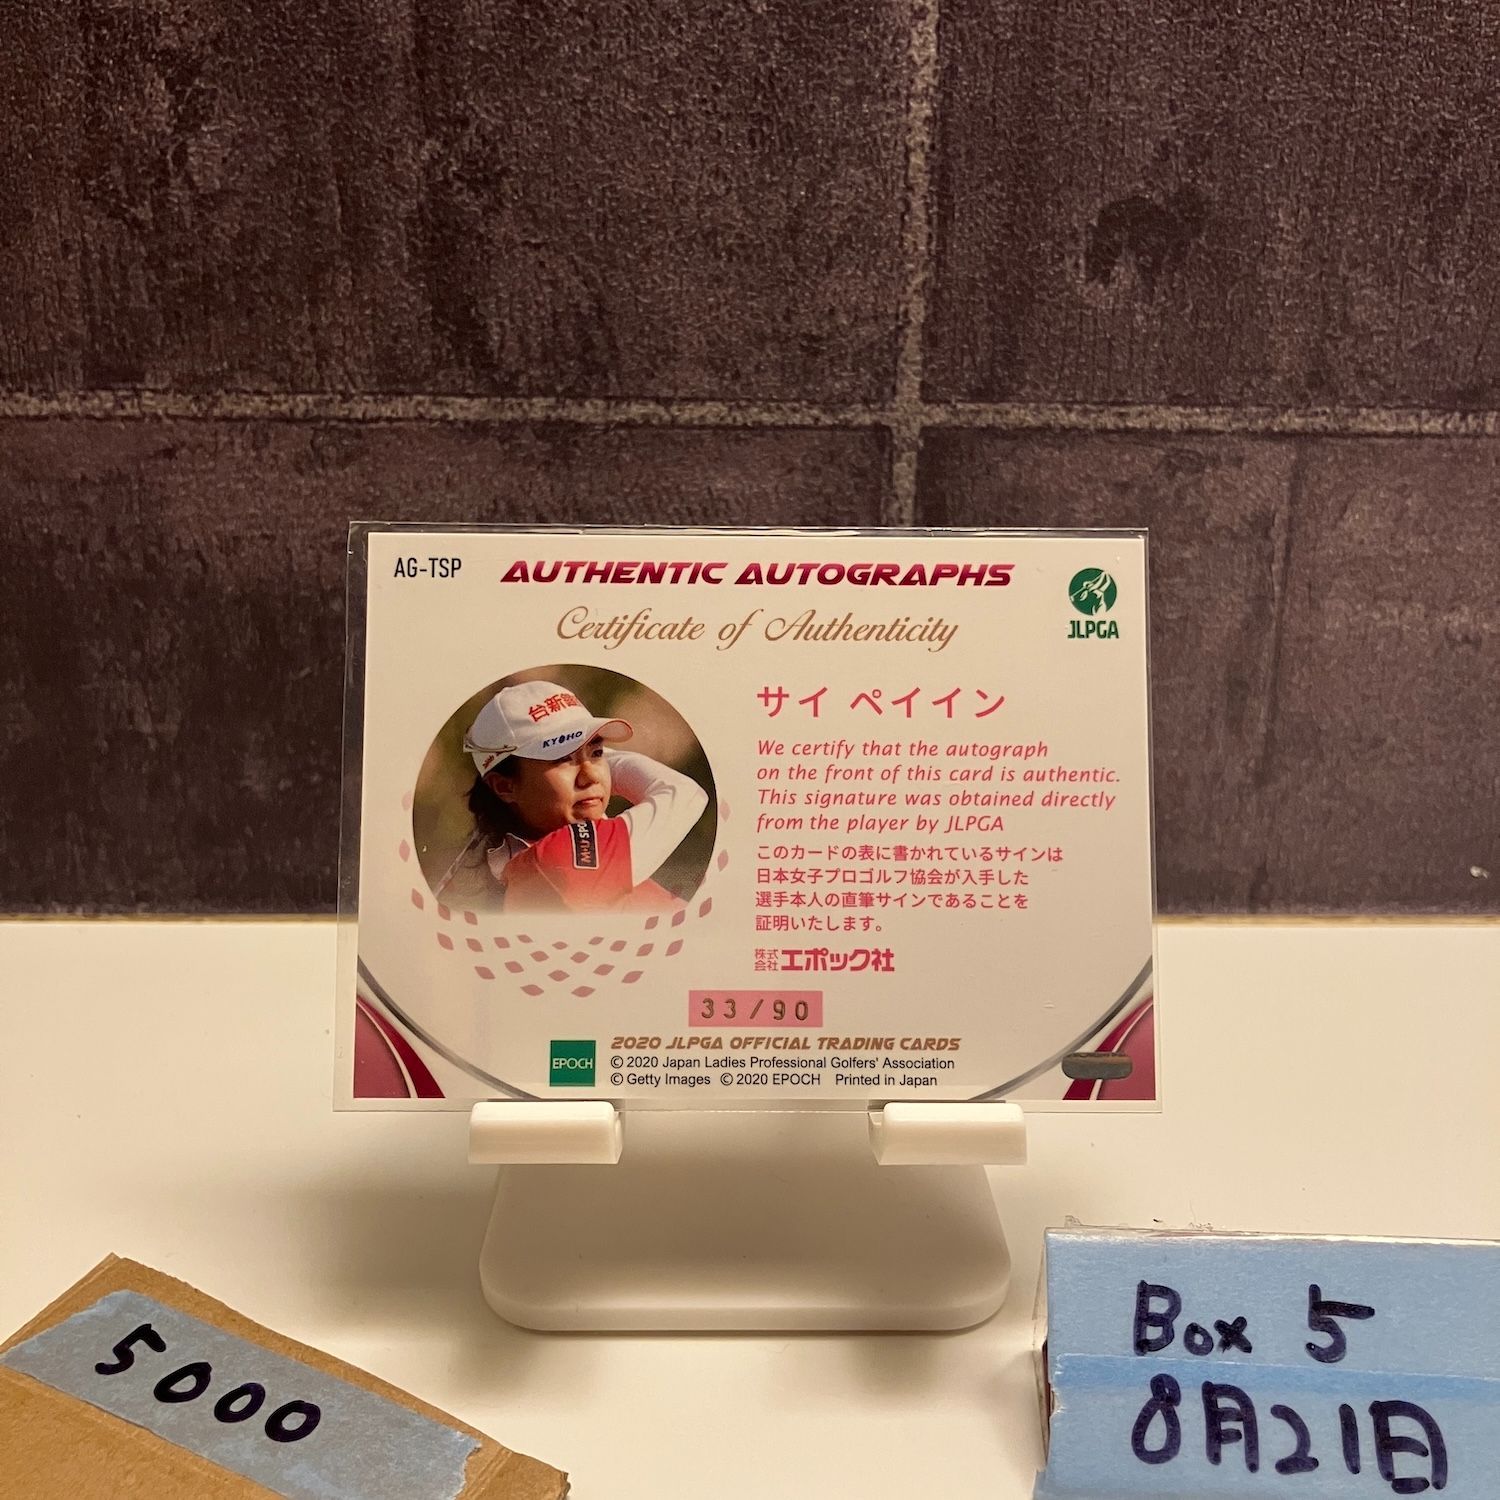 AG-TSP
AUTHENTIC AUTOGRAPHS
Certificate of Authenticity
JLPGA
台新銀
KYOHO
M・U SPO
サイ ペイイン
We certify that the autograph
on the front of this card is authentic.
This signature was obtained directly
from the player by JLPGA
このカードの表に書かれているサインは
日本女子プロゴルフ協会が入手した
選手本人の直筆サインであることを
証明いたします。
株式会社エポック社
33/90
EPOCH
2020 JLPGA OFFICIAL TRADING CARDS
© 2020 Japan Ladies Professional Golfers' Association
© Getty Images © 2020 EPOCH Printed in Japan
5000
Box 5
8月21日